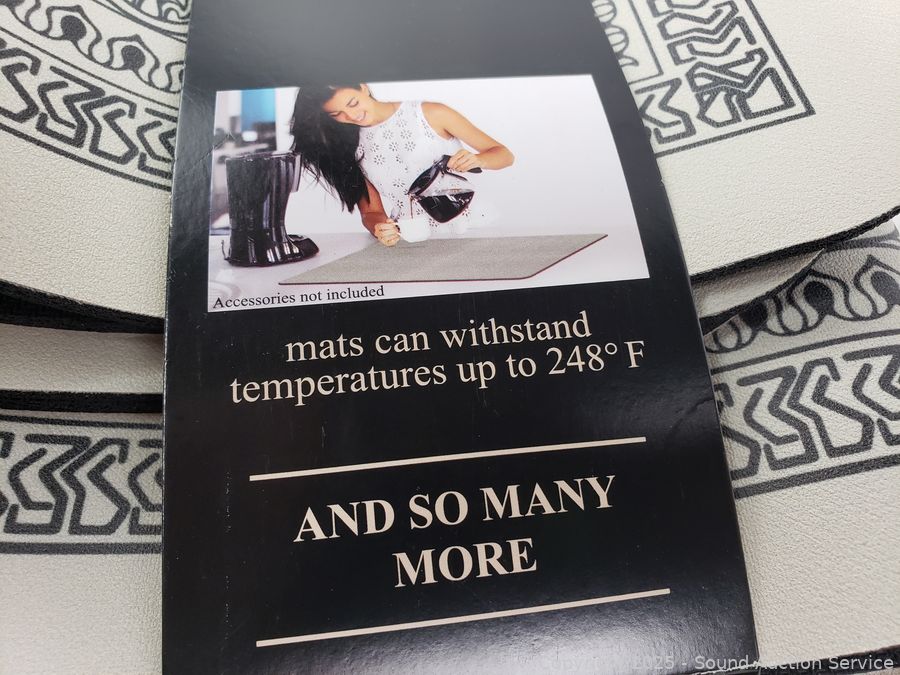 Accessories not included
mats can withstand
temperatures up to 248° F
AND SO MANY
MORE
Copyright 2025 - Sound Auction Service